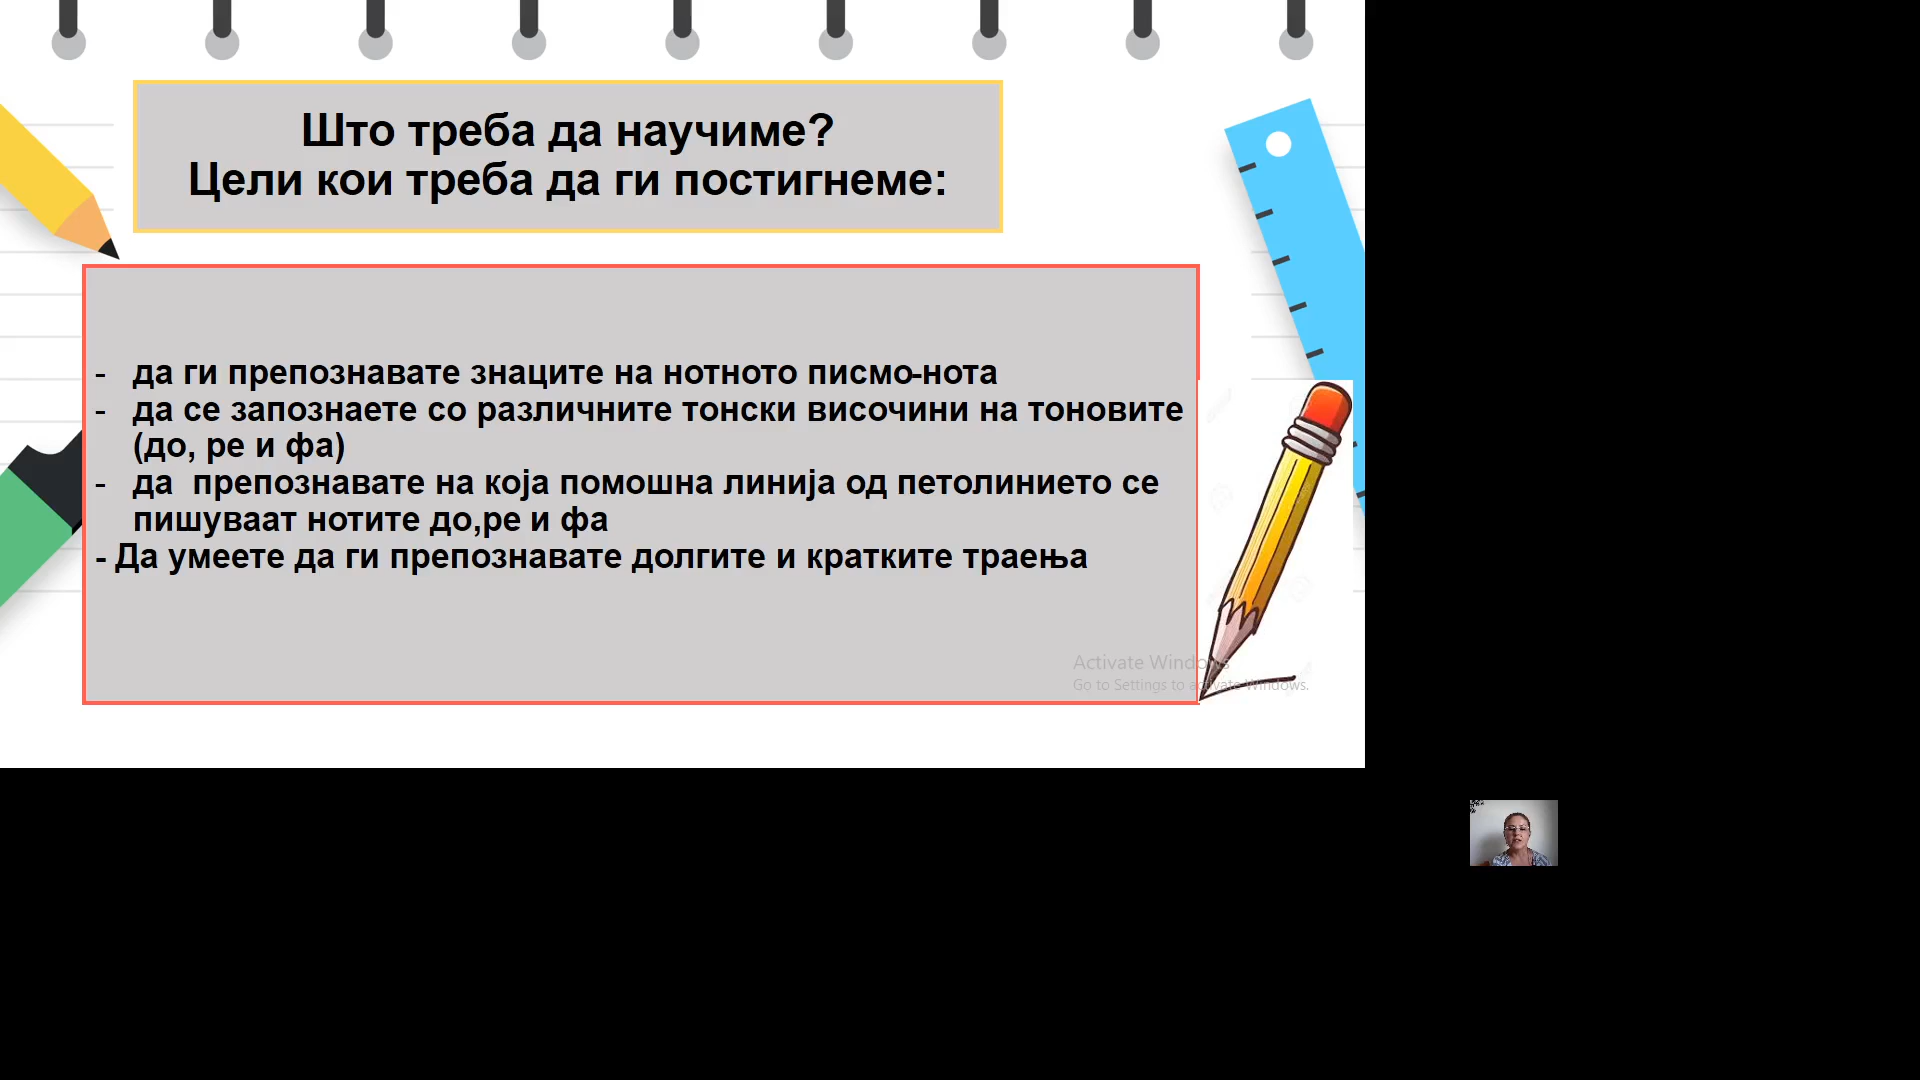 Што треба да научиме?
Цели кои треба да ги постигнеме:
- да ги препознавате знаците на нотното писмо-нота
- да се запознаете со различните тонски височини на тоновите
(до, ре и фа)
- да  препознавате на која помошна линија од петолинието се
пишуваат нотите до,ре и фа
- Да умеете да ги препознавате долгите и кратките траења
Activate Windows
Go to Settings to activate Windows.